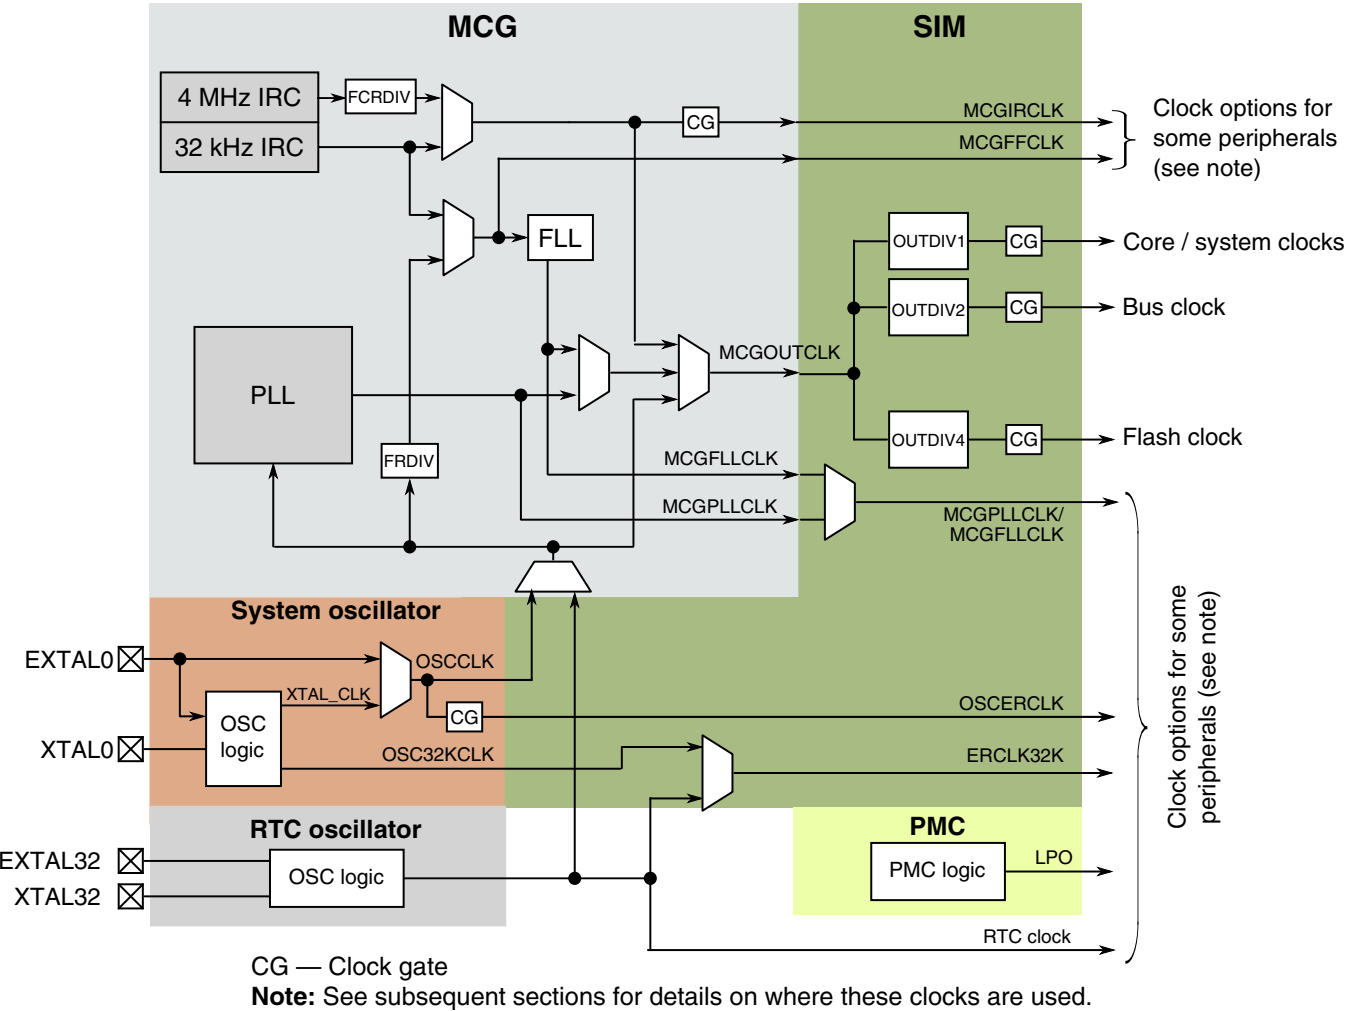 MCG
SIM
4 MHz IRC
FCRDIV
32 kHz IRC
CG
MCGIRCLK
MCGFFCLK
Clock options for
some peripherals
(see note)
FLL
OUTDIV1
CG
Core / system clocks
OUTDIV2
CG
Bus clock
PLL
MCGOUTCLK
OUTDIV4
CG
Flash clock
FRDIV
MCGFLLCLK
MCGPLLCLK
MCGPLLCLK/
MCGFLLCLK
System oscillator
EXTAL0
OSCCLK
XTAL_CLK
OSC
logic
CG
OSCERCLK
XTAL0
OSC32KCLK
ERCLK32K
Clock options for some
peripherals (see note)
RTC oscillator
PMC
EXTAL32
XTAL32
OSC logic
PMC logic
LPO
RTC clock
CG — Clock gate
Note: See subsequent sections for details on where these clocks are used.